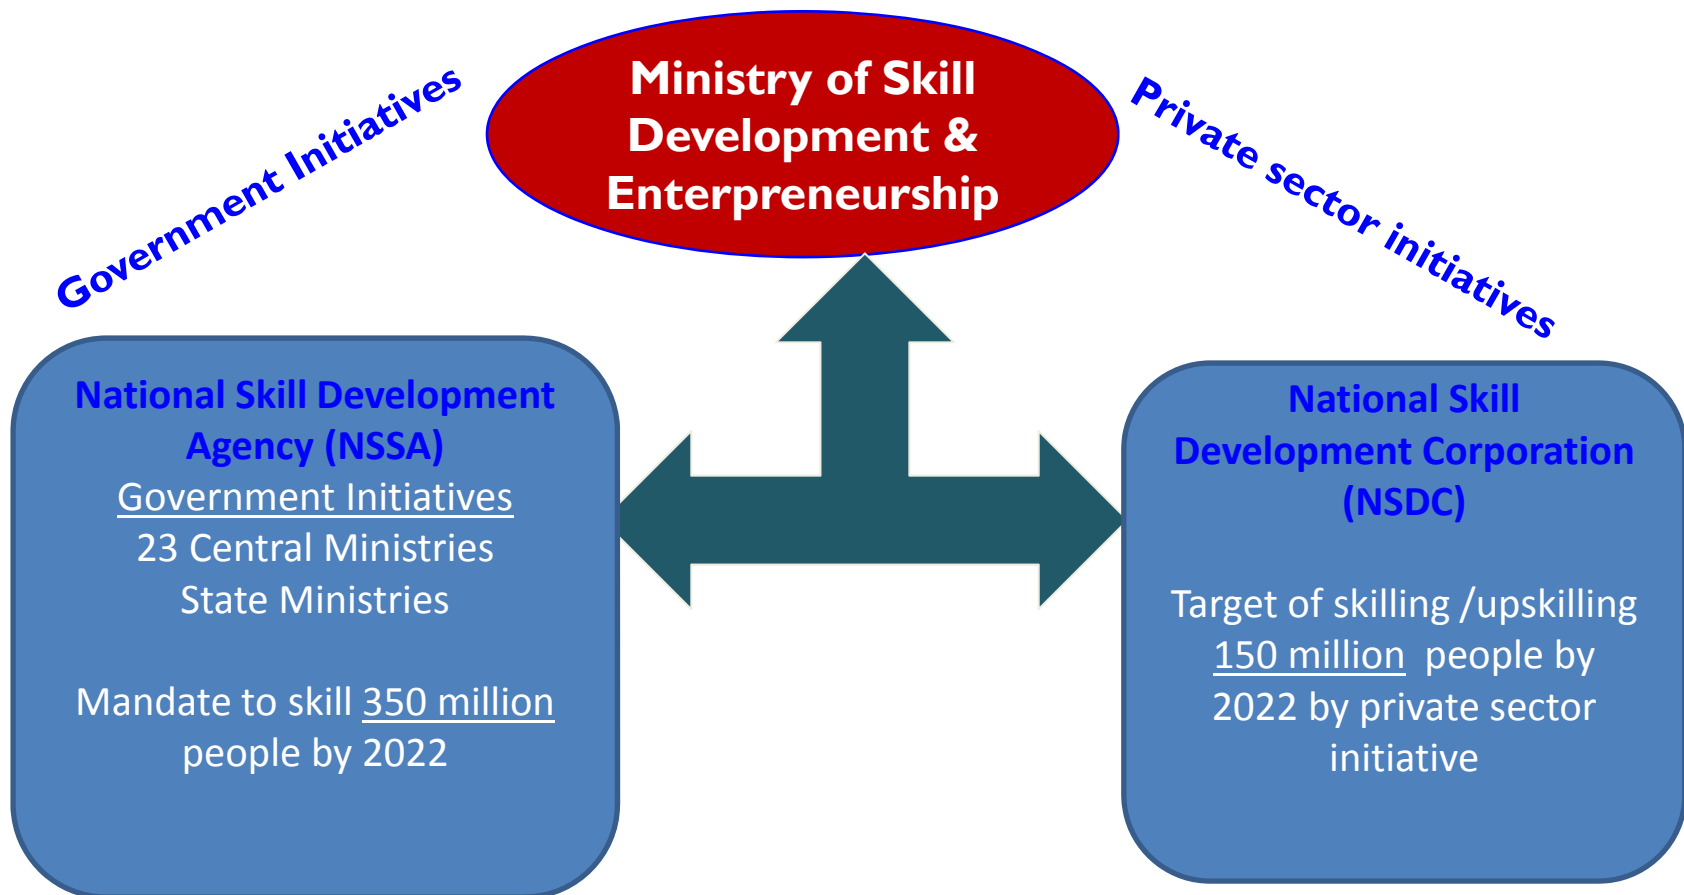 Government Initiatives
Ministry of Skill
Development &
Enterpreneurship
Private sector initiatives
National Skill Development
Agency (NSSA)
Government Initiatives
23 Central Ministries
State Ministries
Mandate to skill 350 million
people by 2022
National Skill
Development Corporation
(NSDC)
Target of skilling /upskilling
150 million people by
2022 by private sector
initiative